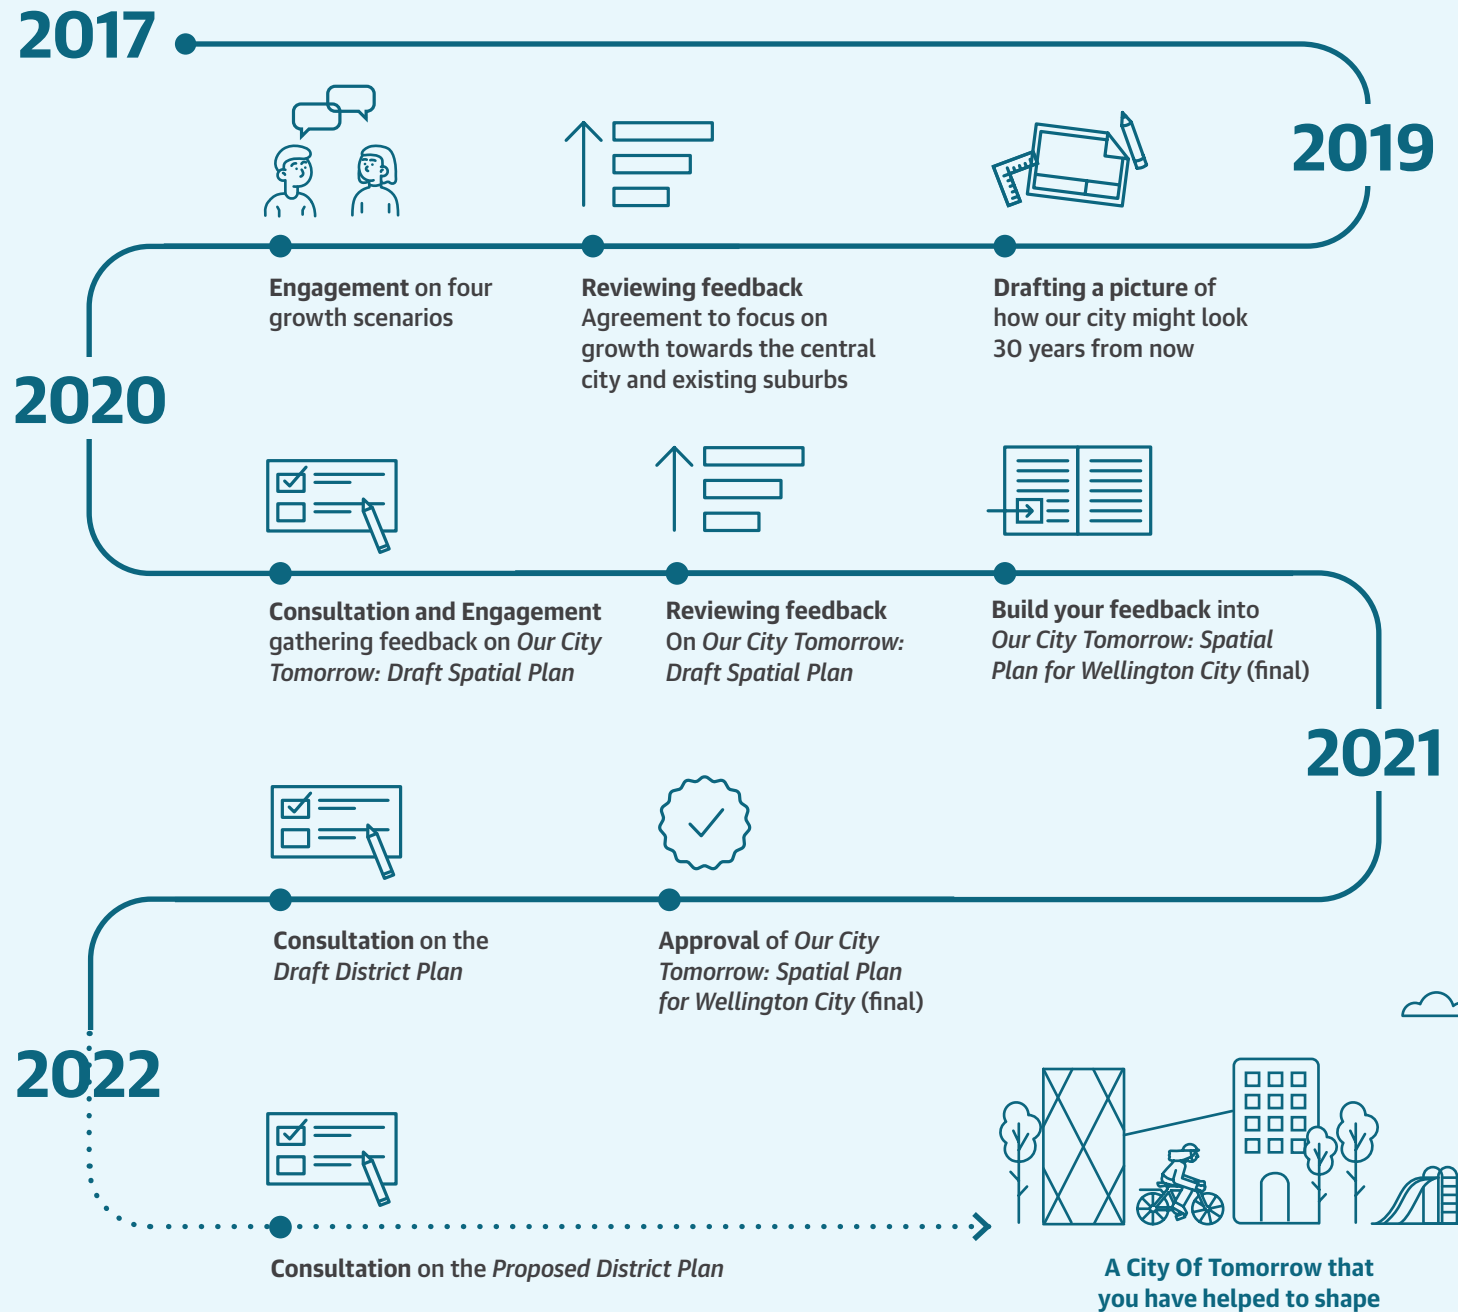 2017
2019
Engagement on four
growth scenarios
Reviewing feedback
Agreement to focus on
growth towards the central
city and existing suburbs
Drafting a picture of
how our city might look
30 years from now
2020
Consultation and Engagement
gathering feedback on Our City
Tomorrow: Draft Spatial Plan
Reviewing feedback
On Our City Tomorrow:
Draft Spatial Plan
Build your feedback into
Our City Tomorrow: Spatial
Plan for Wellington City (final)
2021
Consultation on the
Draft District Plan
Approval of Our City
Tomorrow: Spatial Plan
for Wellington City (final)
2022
Consultation on the Proposed District Plan
A City Of Tomorrow that
you have helped to shape